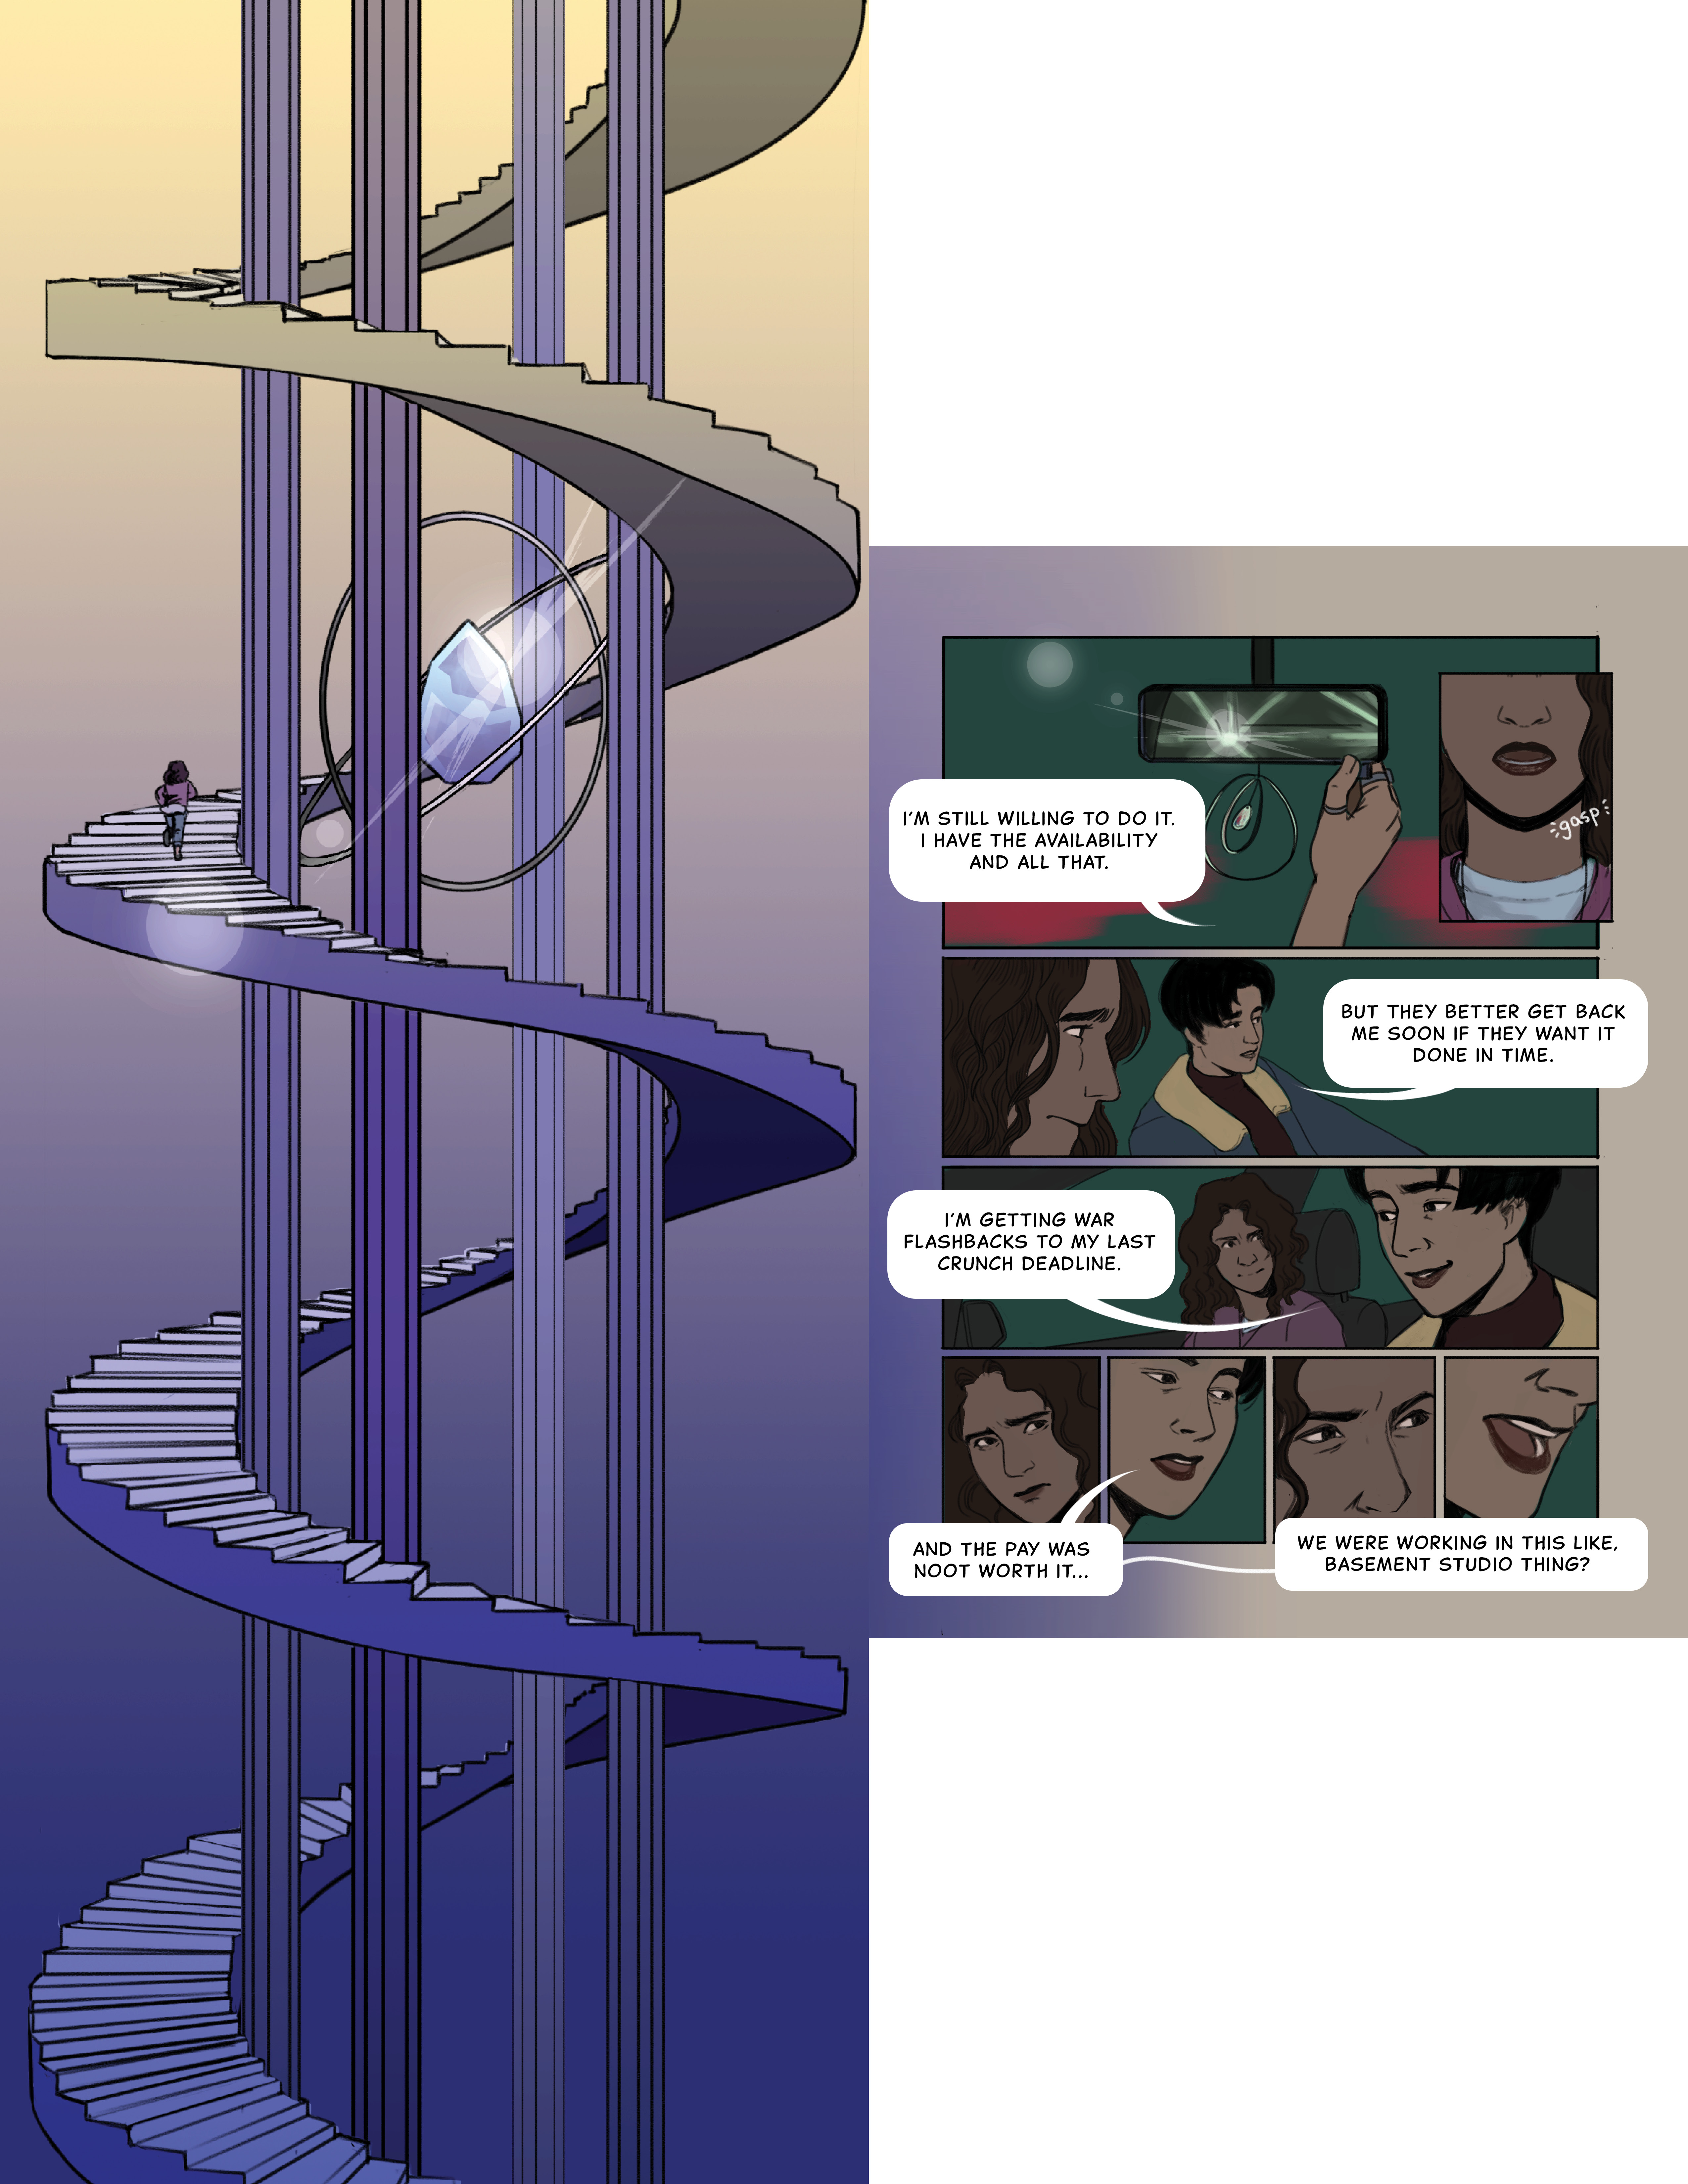 I'M STILL WILLING TO DO IT.
I HAVE THE AVAILABILITY
AND ALL THAT.
gasp
BUT THEY BETTER GET BACK
ME SOON IF THEY WANT IT
DONE IN TIME.
I'M GETTING WAR
FLASHBACKS TO MY LAST
CRUNCH DEADLINE.
AND THE PAY WAS
NOOT WORTH IT...
WE WERE WORKING IN THIS LIKE,
BASEMENT STUDIO THING?